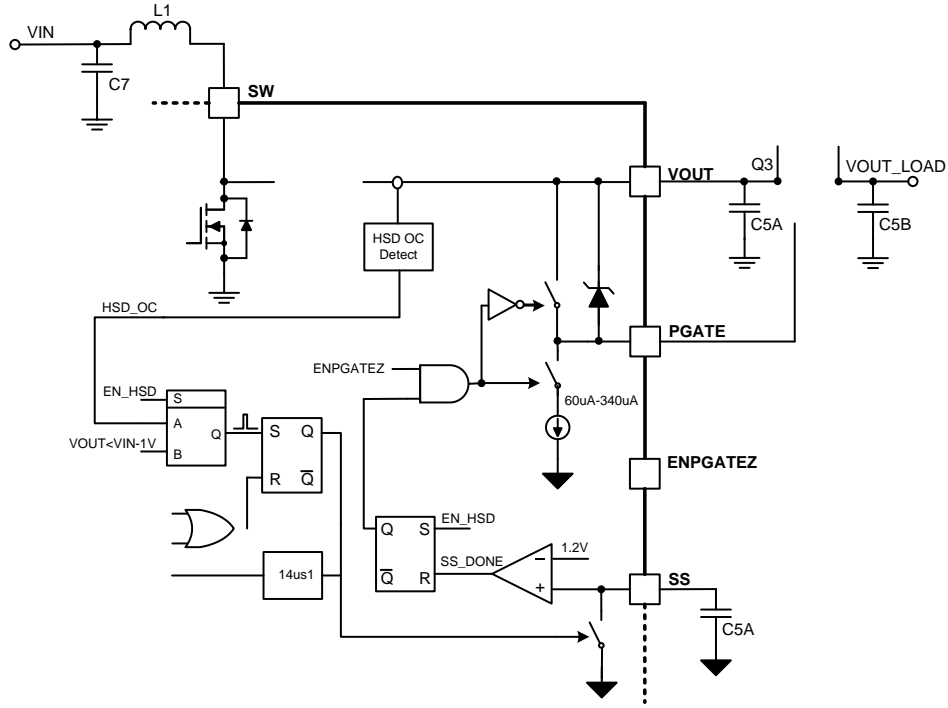 L1
VIN
C7
SW
VOUT
Q3
VOUT_LOAD
C5A
C5B
HSD OC
Detect
HSD_OC
PGATE
ENPGATEZ
60uA-340uA
EN_HSD
S
A
Q
VOUT<VIN-1V
B
S
Q
R
Q
ENPGATEZ
Q
S
EN_HSD
1.2V
SS_DONE
Q
R
14us1
SS
C5A